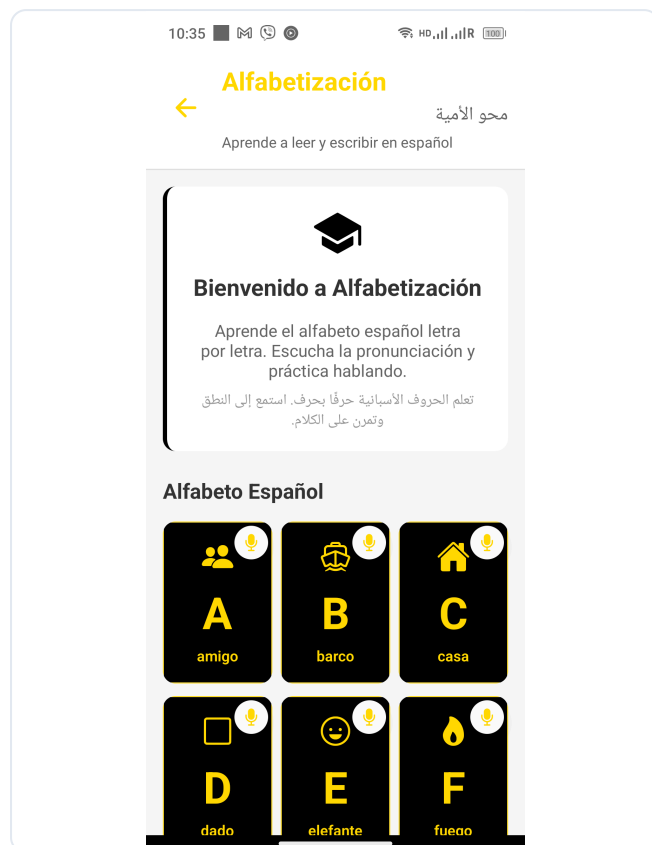 10:35
HD R 100
Alfabetización
محو الأمية
Aprende a leer y escribir en español
Bienvenido a Alfabetización
Aprende el alfabeto español letra
por letra. Escucha la pronunciación y
práctica hablando.
تعلم الحروف الأسبانية حرفًا بحرف. استمع إلى النطق
وتمرن على الكلام.
Alfabeto Español
A B C
amigo barco casa
D E F
dado elefante fuego